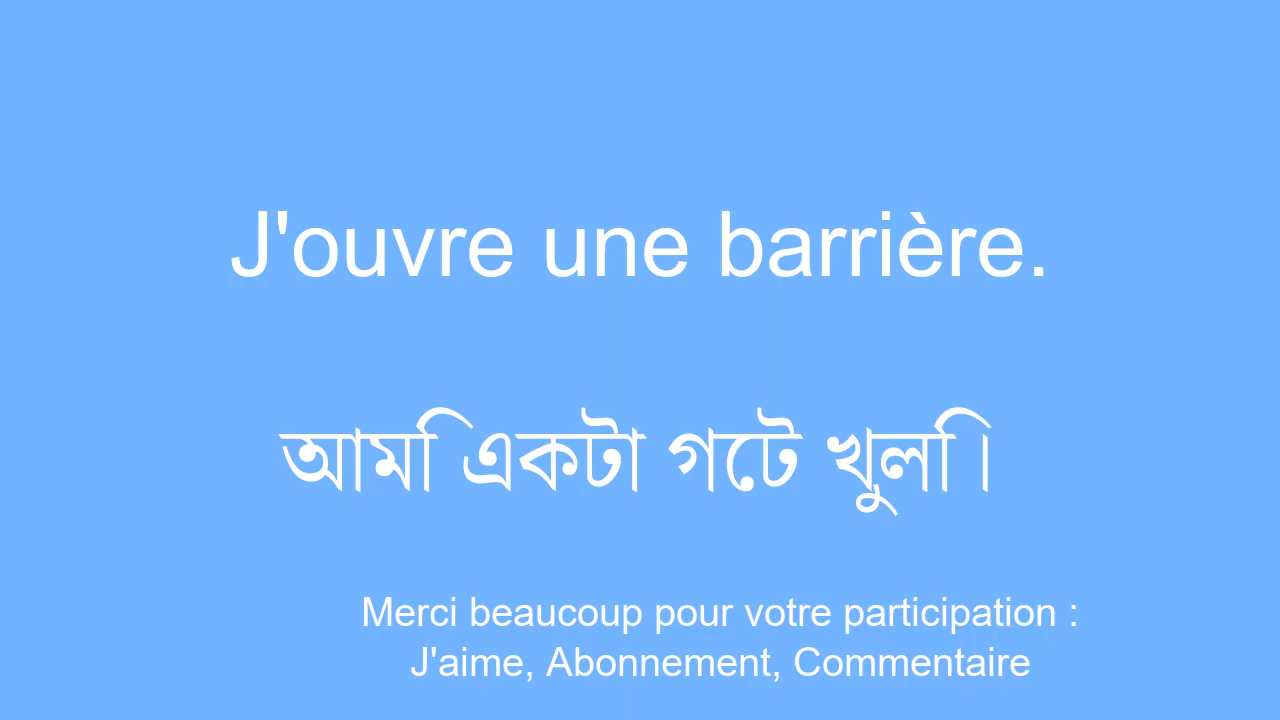 J'ouvre une barrière.
আমি একটা গেট খুলি।
Merci beaucoup pour votre participation :
J'aime, Abonnement, Commentaire